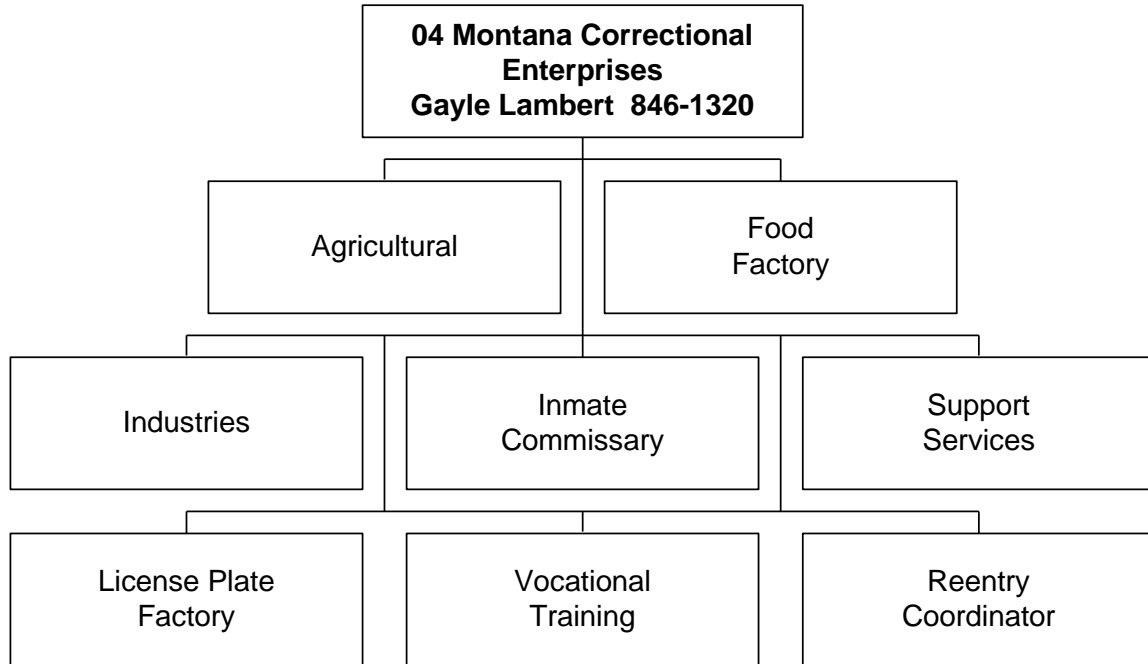 04 Montana Correctional
Enterprises
Gayle Lambert 846-1320
Agricultural
Food
Factory
Industries
Inmate
Commissary
Support
Services
License Plate
Factory
Vocational
Training
Reentry
Coordinator